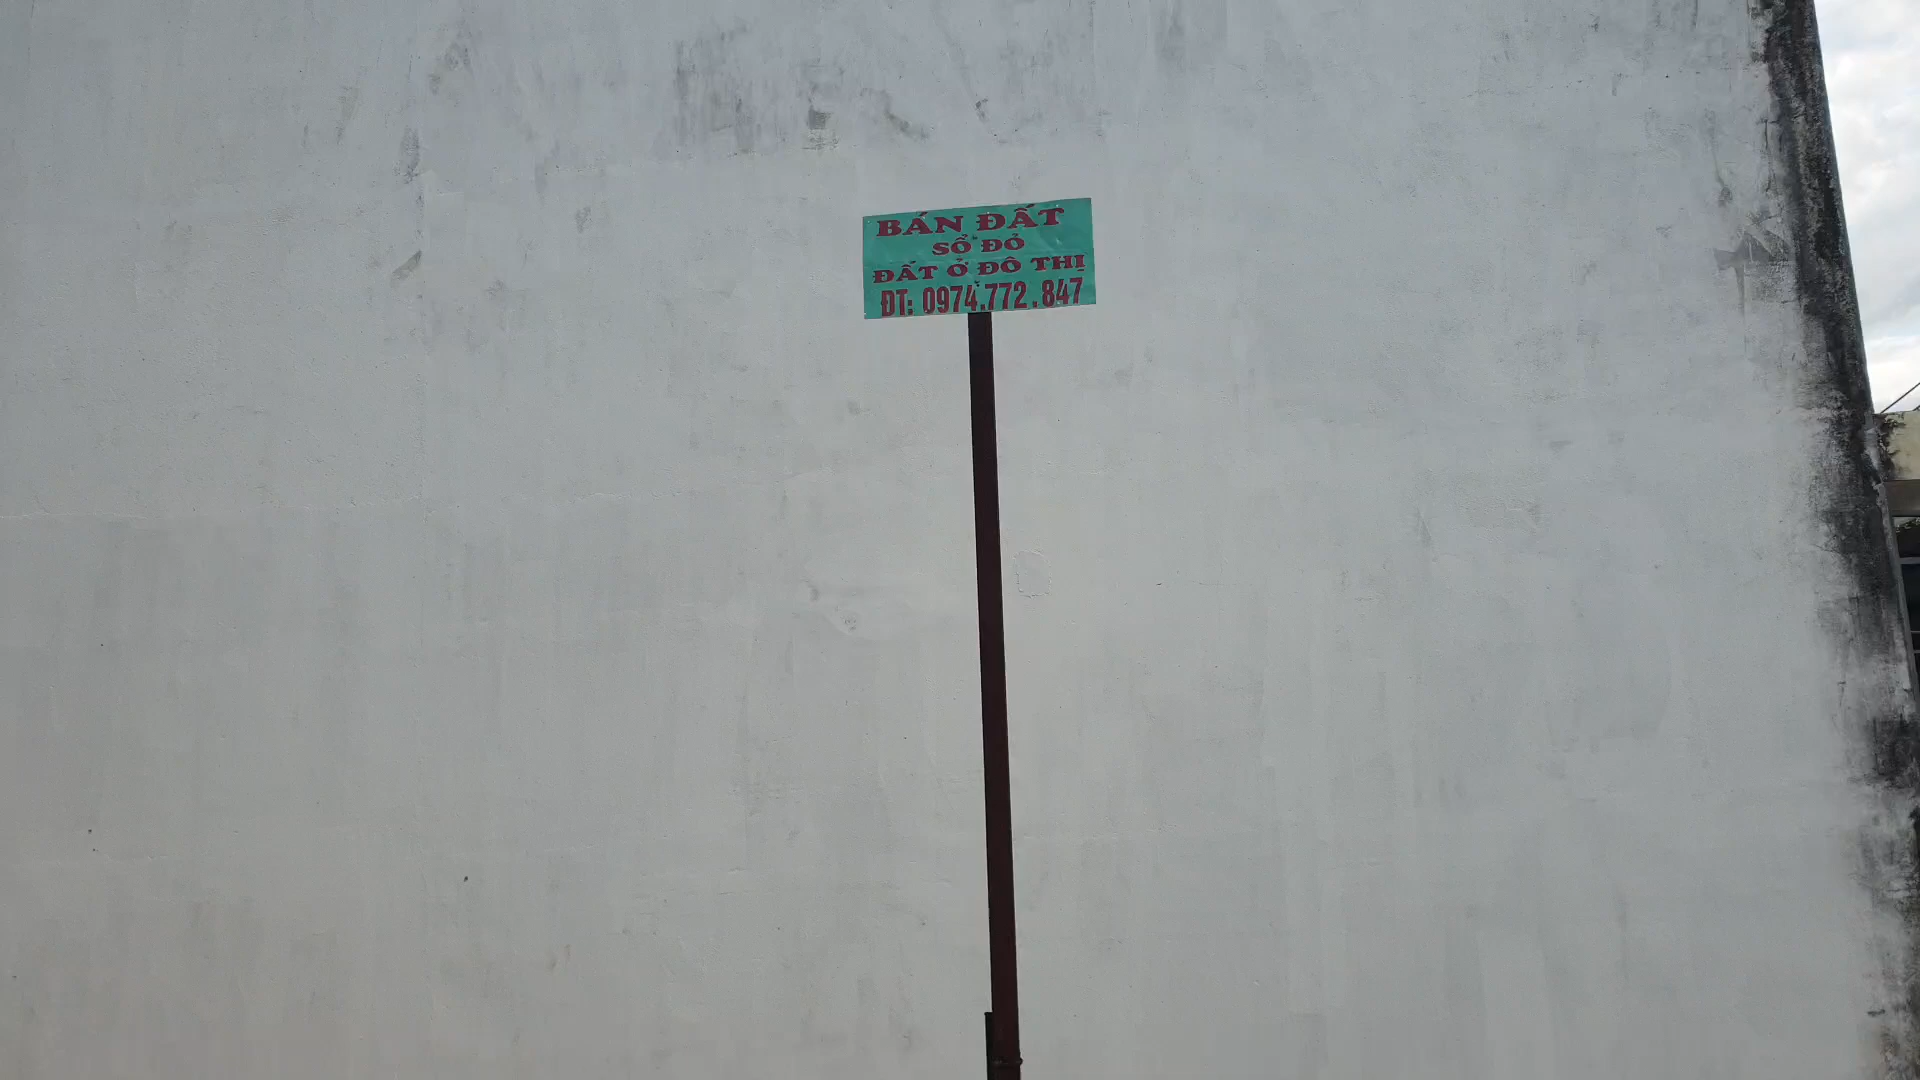 BÁN ĐẤT
SỔ ĐỎ
ĐẤT Ở ĐÔ THỊ
ĐT: 0974.772.847